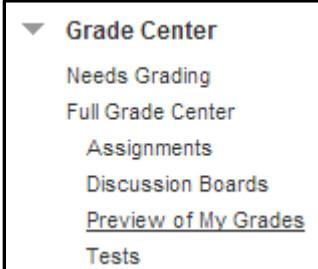 Grade Center
Needs Grading
Full Grade Center
Assignments
Discussion Boards
Preview of My Grades
Tests